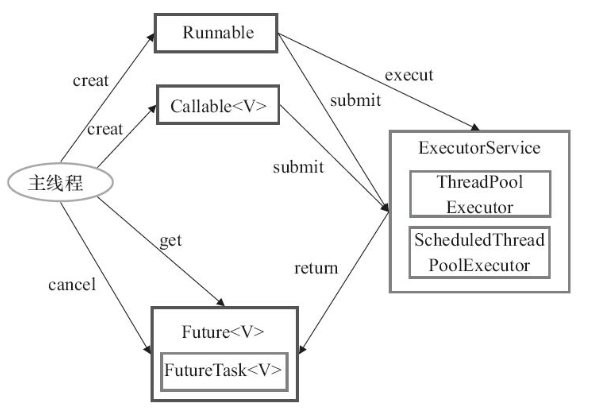 Runnable
creat
execut
submit
Callable<V>
creat
ExecutorService
submit
主线程
ThreadPool
Executor
ScheduledThread
PoolExecutor
get
return
cancel
Future<V>
FutureTask<V>